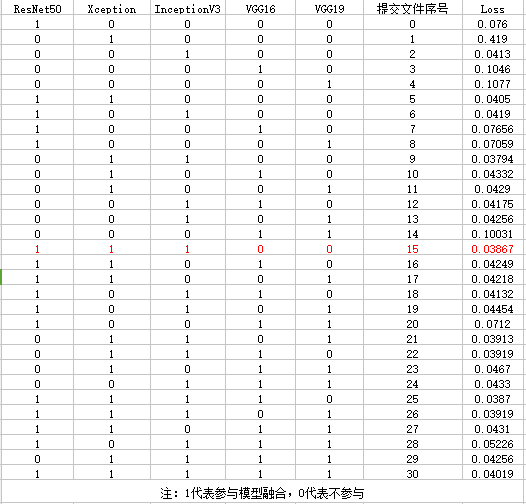 ResNet50 Xception InceptionV3 VGG16 VGG19 提交文件序号 Loss
1 0 0 0 0 0 0.076
0 1 0 0 0 1 0.419
0 0 1 0 0 2 0.0413
0 0 0 1 0 3 0.1046
0 0 0 0 1 4 0.1077
1 1 0 0 0 5 0.0405
1 0 1 0 0 6 0.0419
1 0 0 1 0 7 0.07656
1 0 0 0 1 8 0.07059
0 1 1 0 0 9 0.03794
0 1 0 1 0 10 0.04332
0 1 0 0 1 11 0.0429
0 0 1 1 0 12 0.04175
0 0 1 0 1 13 0.04256
0 0 0 1 1 14 0.10031
1 1 1 0 0 15 0.03867
1 1 0 1 0 16 0.04249
1 1 0 0 1 17 0.04218
1 0 1 1 0 18 0.04132
1 0 1 0 1 19 0.04454
1 0 0 1 1 20 0.0712
0 1 1 0 1 21 0.03913
0 1 1 1 0 22 0.03919
0 1 0 1 1 23 0.0467
0 0 1 1 1 24 0.0433
1 1 1 1 0 25 0.0387
1 1 1 0 1 26 0.03919
1 1 0 1 1 27 0.0431
1 0 1 1 1 28 0.05226
0 1 1 1 1 29 0.04256
1 1 1 1 1 30 0.04019
注：1代表参与模型融合，0代表不参与